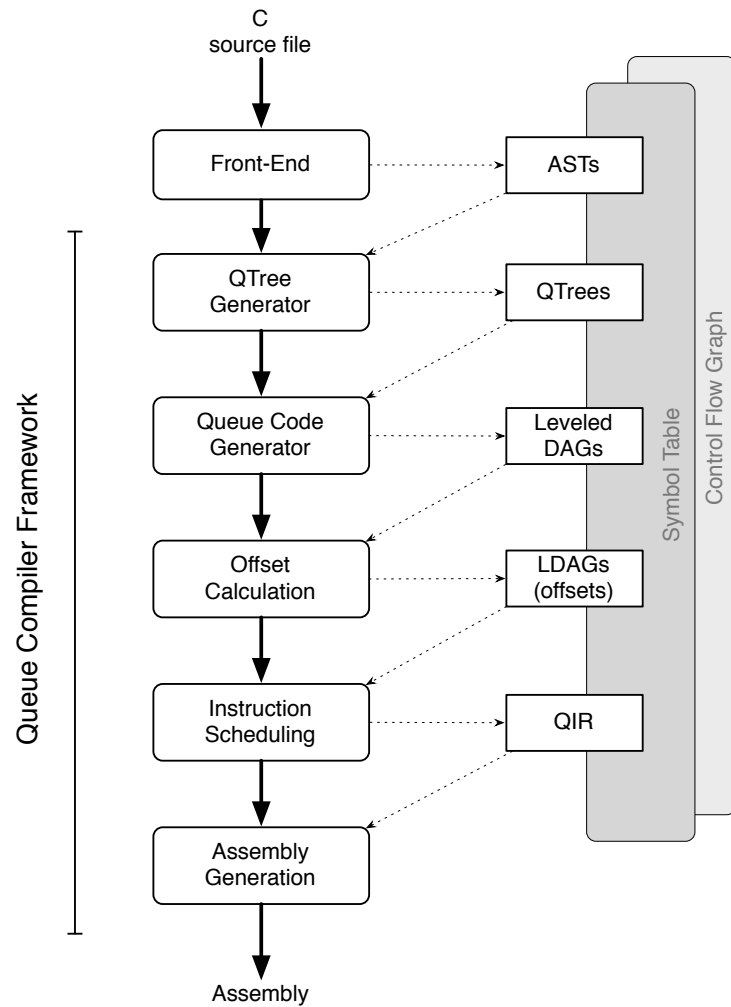 C
source file
Front-End
ASTs
QTree
Generator
QTrees
Queue Code
Generator
Leveled
DAGs
Offset
Calculation
LDAGs
(offsets)
Instruction
Scheduling
QIR
Assembly
Generation
Assembly
Queue Compiler Framework
Symbol Table
Control Flow Graph